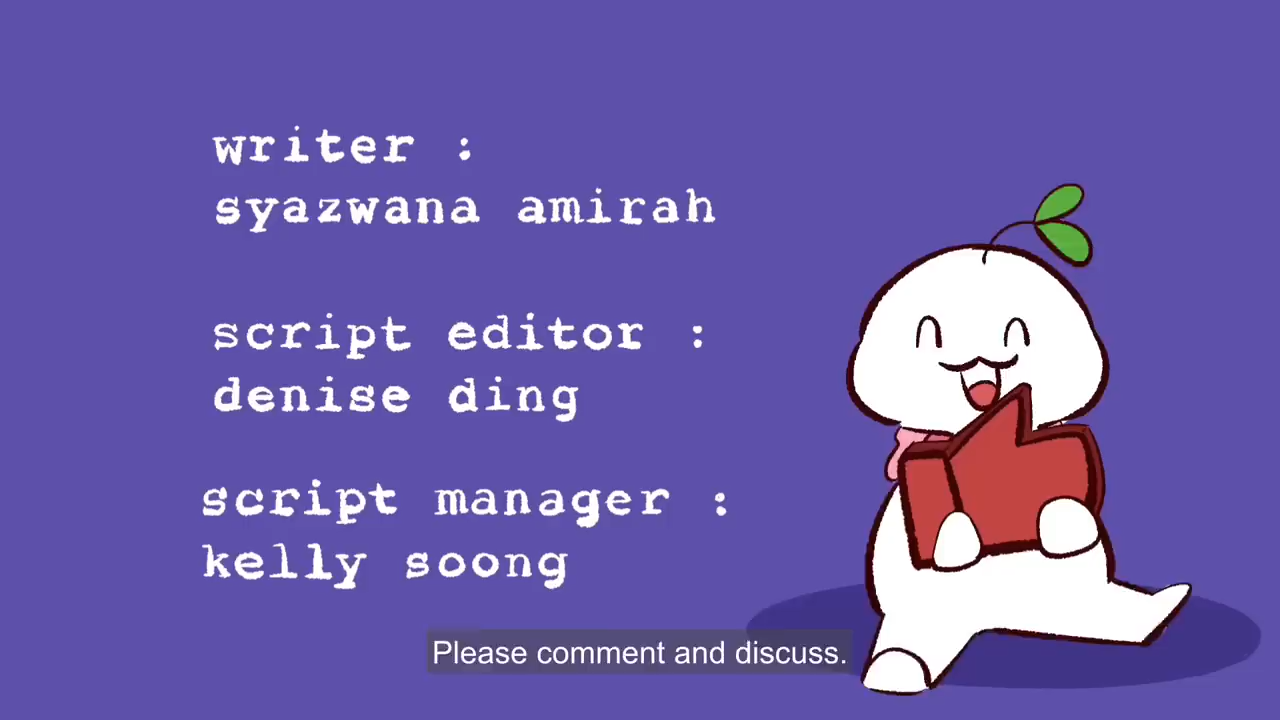 writer :
syazwana amirah
script editor :
denise ding
script manager :
kelly soong
Please comment and discuss.